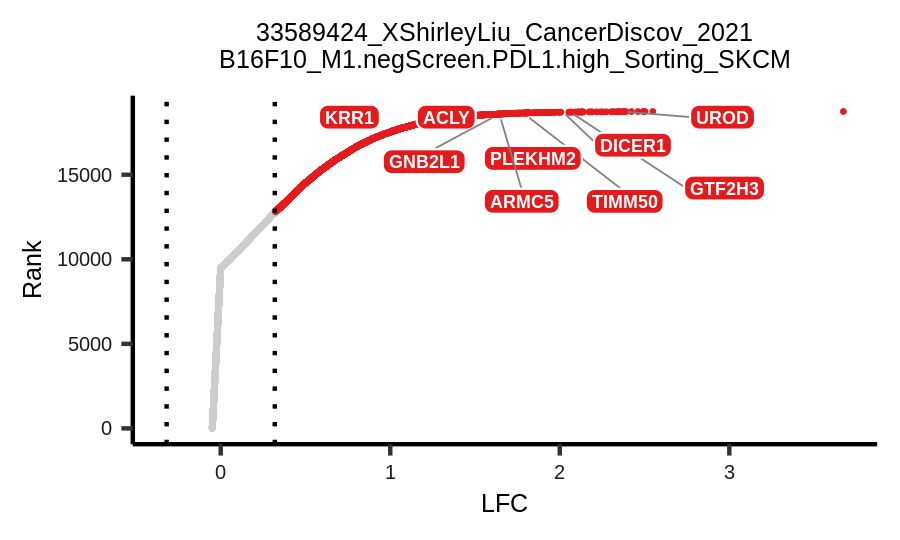 33589424_XShirleyLiu_CancerDiscov_2021
B16F10_M1.negScreen.PDL1.high_Sorting_SKCM
KRR1
ACLY
UROD
GNB2L1
PLEKHM2
DICER1
ARMC5
TIMM50
GTF2H3
Rank
15000
10000
5000
0
0
1
2
3
LFC